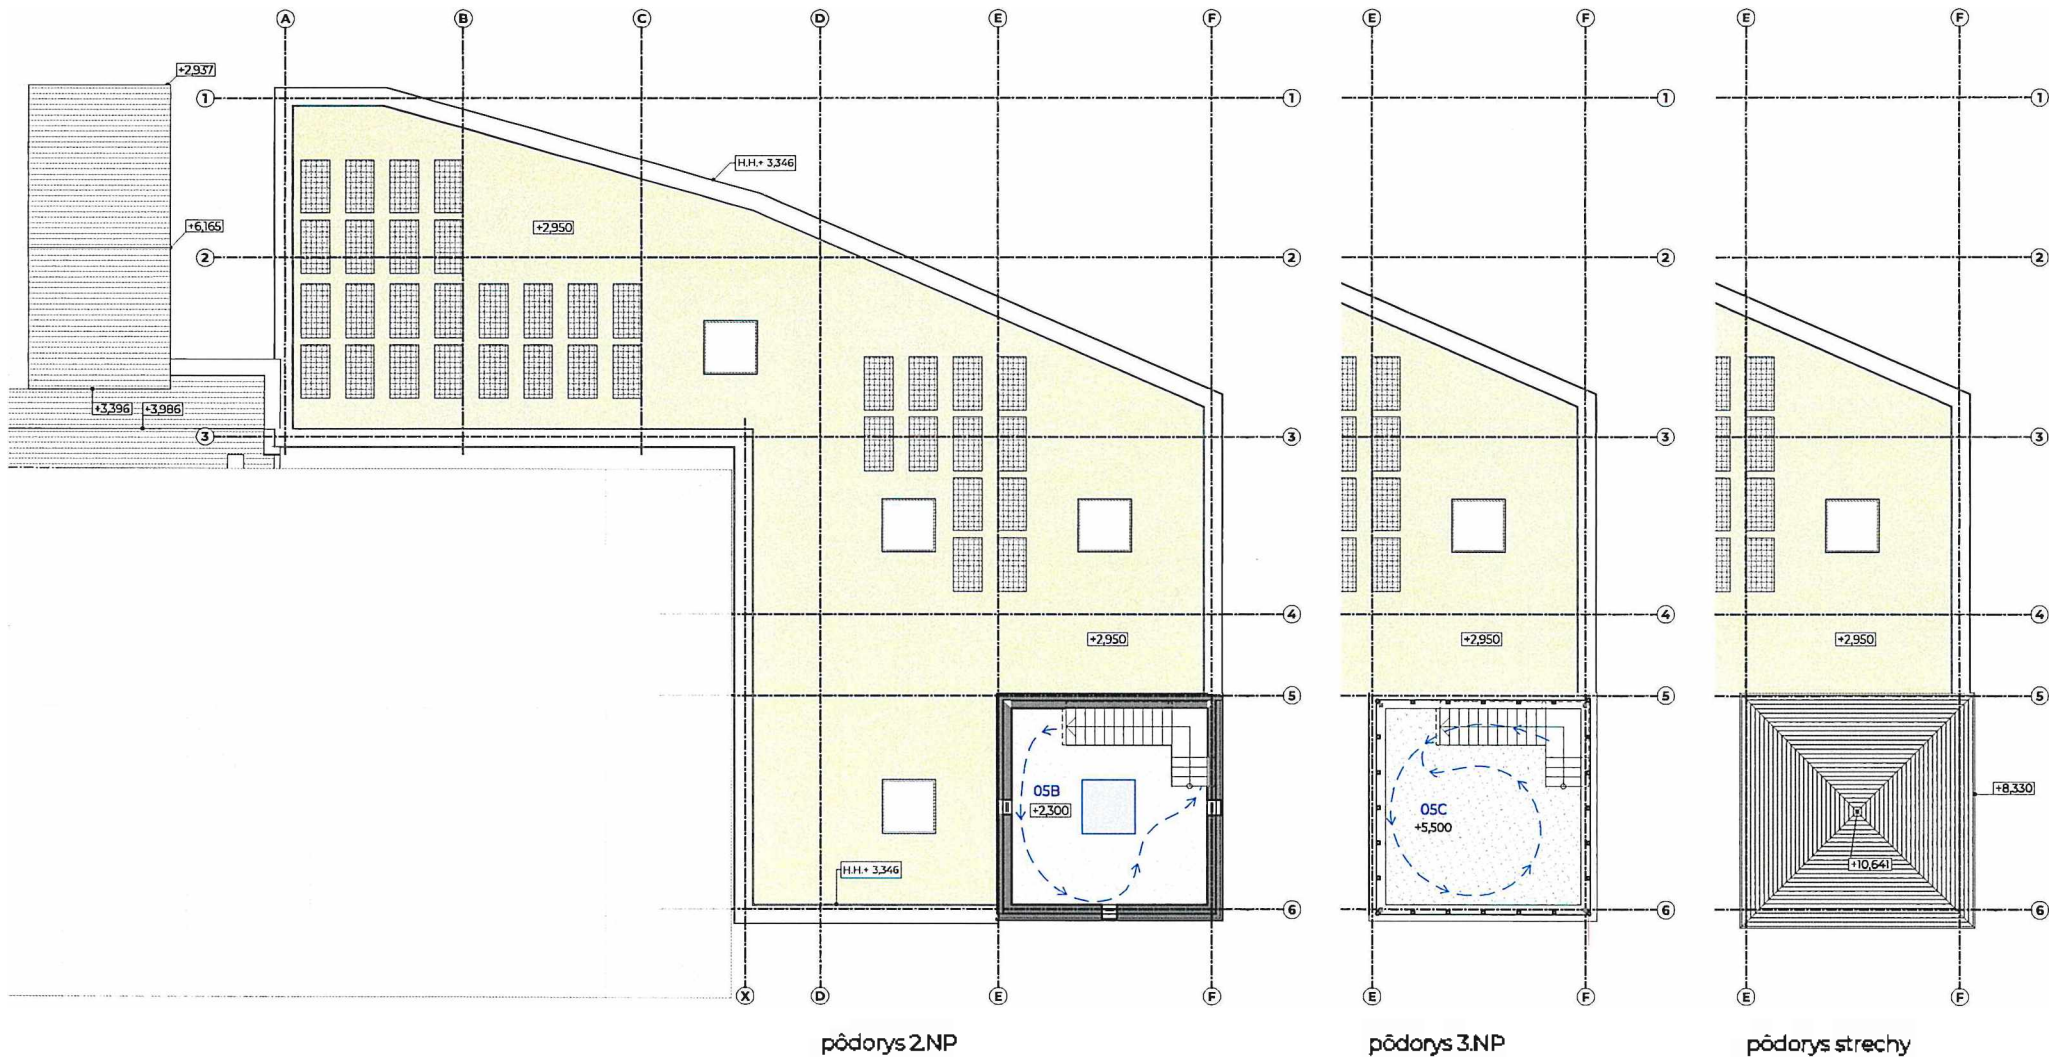 A B C D E F E F E F
+2,937
1 1 1 1
H.H.+ 3,346
+6,165
+2,950
2 2 2 2
+3,396 +3,986
3 3 3 3
4 4 4
+2,950 +2,950 +2,950
5 5 5
05B
+2,300
05C
+5,500
+8,330
+10,641
H.H.+ 3,346
6 6 6
X D E F E F E F
pôdorys 2.NP pôdorys 3.NP pôdorys strechy